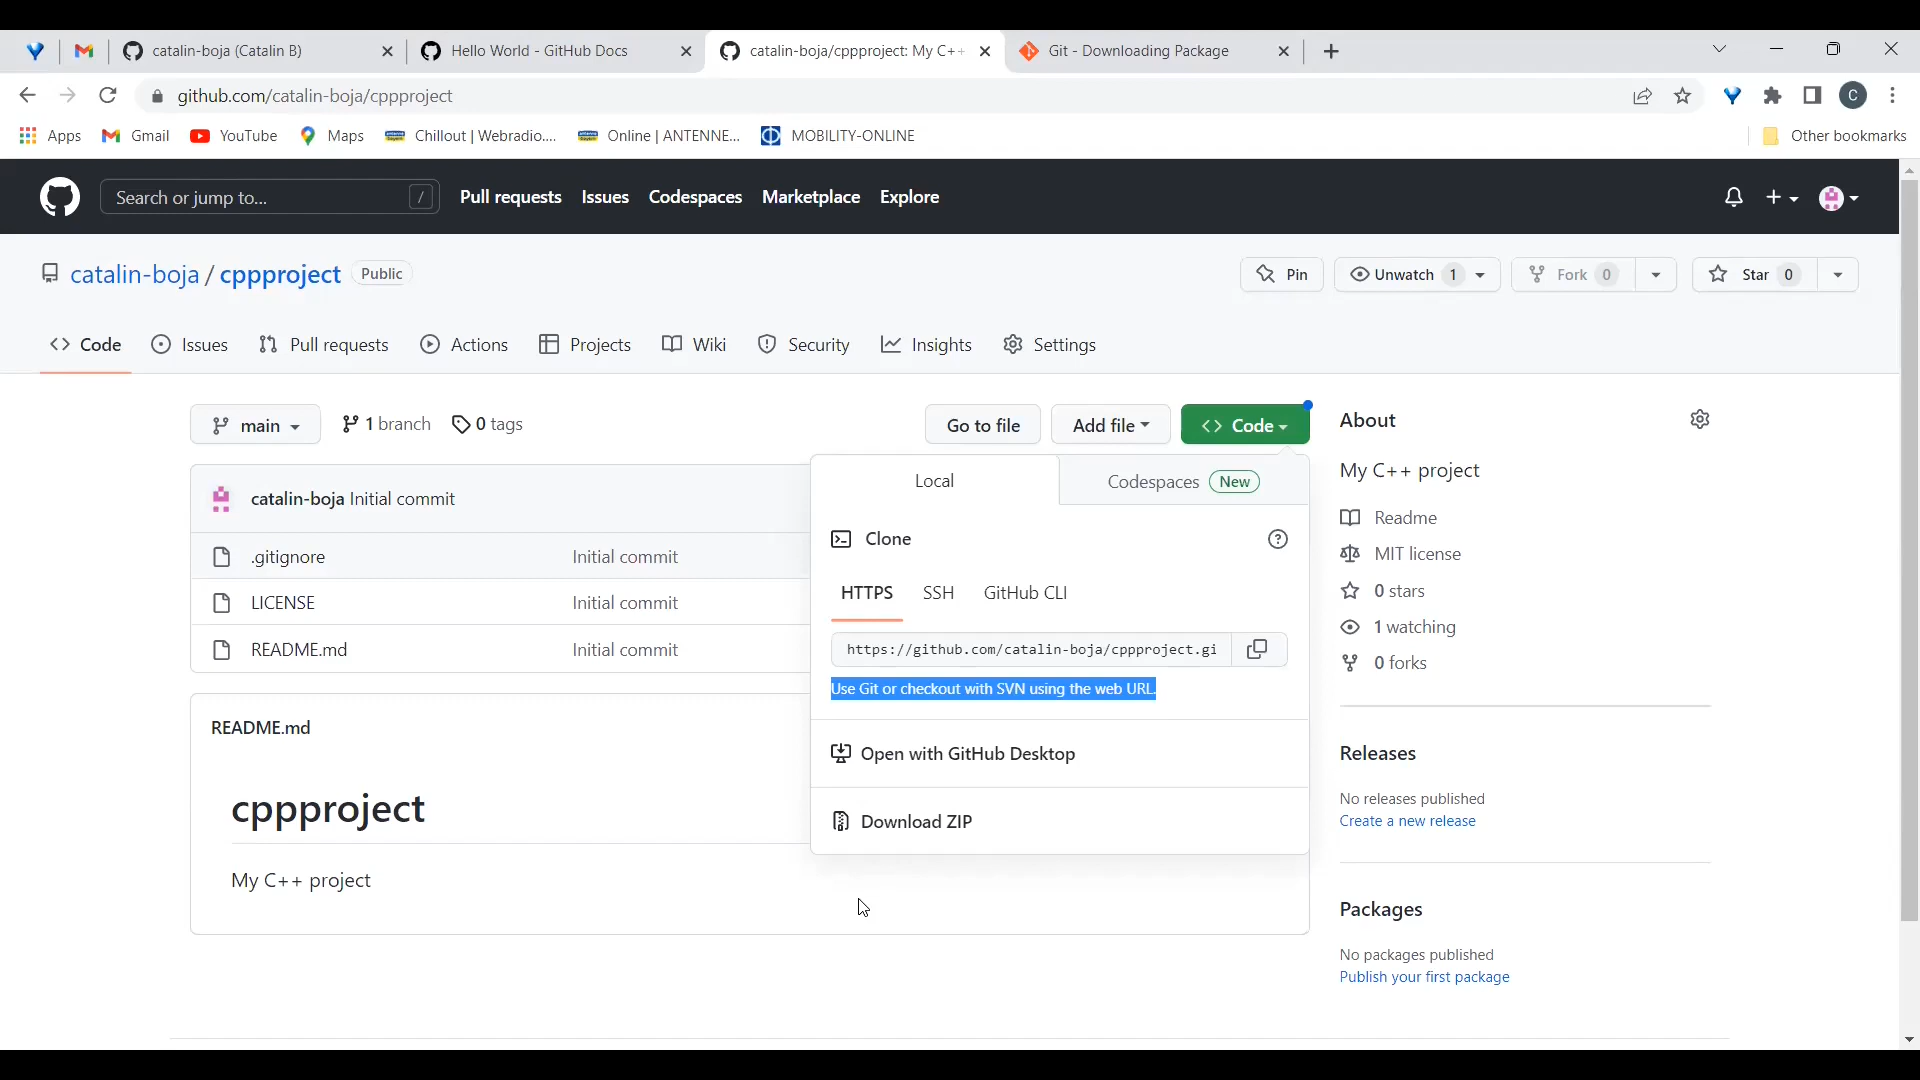 catalin-boja (Catalin B)
Hello World - GitHub Docs
catalin-boja/cppproject: My C++
Git - Downloading Package
github.com/catalin-boja/cppproject
C
Apps
Gmail
YouTube
Maps
Chillout | Webradio....
Online | ANTENNE...
MOBILITY-ONLINE
Other bookmarks
Search or jump to...
/
Pull requests
Issues
Codespaces
Marketplace
Explore
catalin-boja / cppproject
Public
Pin
Unwatch 1
Fork 0
Star 0
Code
Issues
Pull requests
Actions
Projects
Wiki
Security
Insights
Settings
main
1 branch
0 tags
Go to file
Add file
Code
About
My C++ project
catalin-boja Initial commit
.gitignore Initial commit
LICENSE Initial commit
README.md Initial commit
Local
Codespaces New
Clone
HTTPS
SSH
GitHub CLI
https://github.com/catalin-boja/cppproject.gi
Use Git or checkout with SVN using the web URL.
Open with GitHub Desktop
Download ZIP
Readme
MIT license
0 stars
1 watching
0 forks
README.md
cppproject
My C++ project
Releases
No releases published
Create a new release
Packages
No packages published
Publish your first package